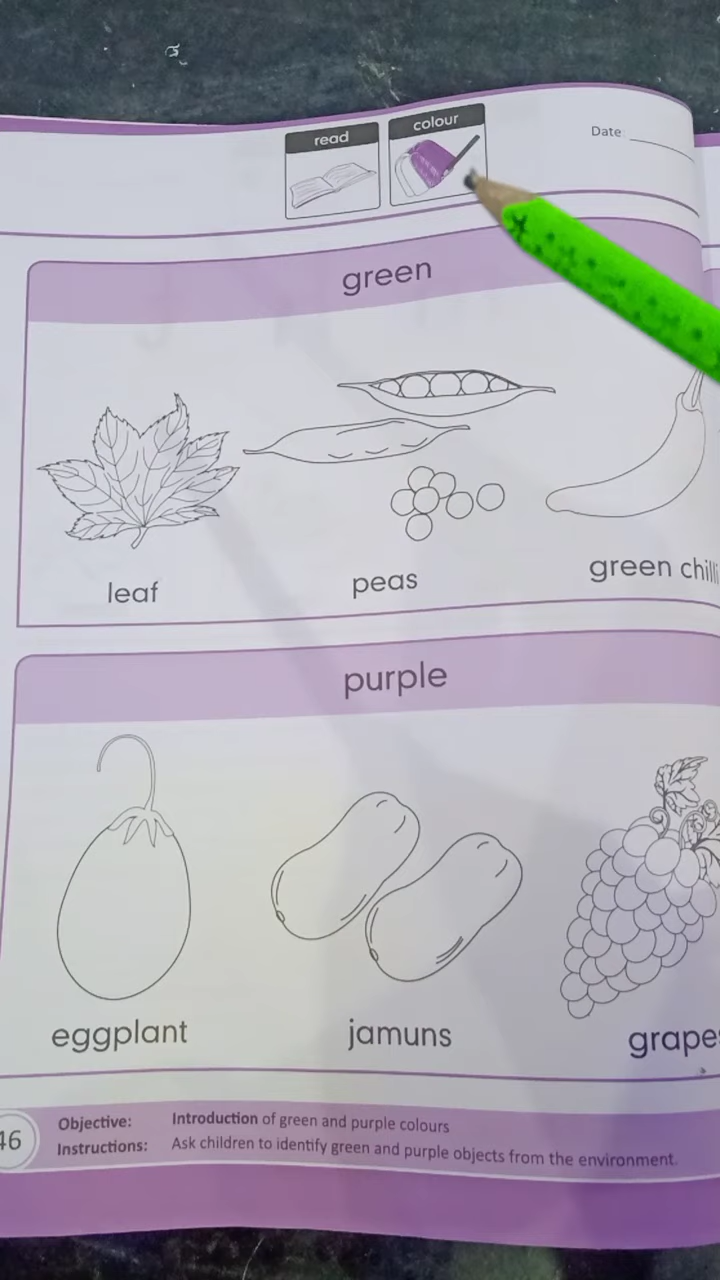 read
colour
Date
green
leaf
peas
green chilli
purple
eggplant
jamuns
grape
46
Objective: Introduction of green and purple colours
Instructions: Ask children to identify green and purple objects from the environment.